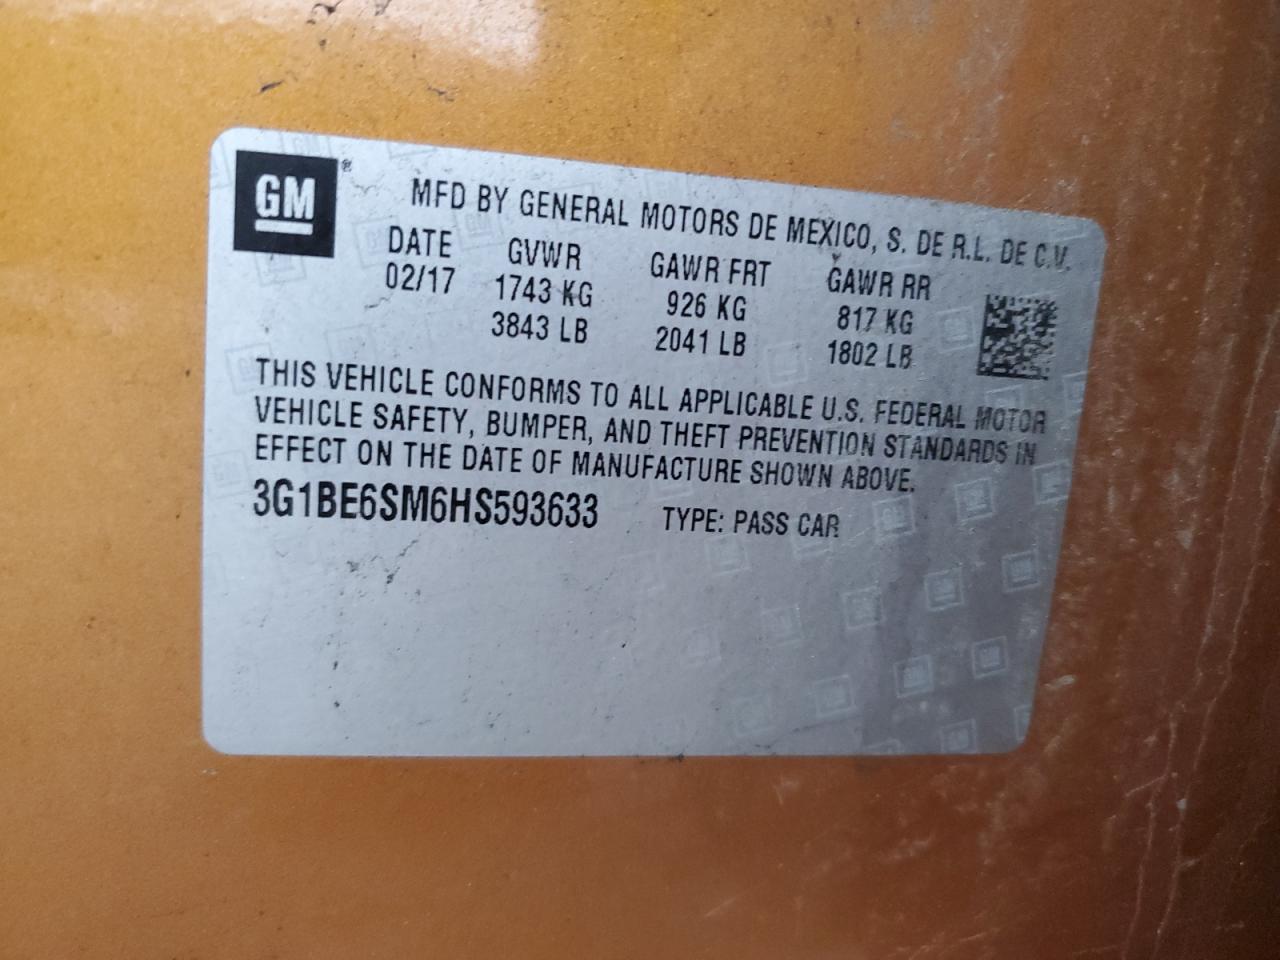 GM®
MFD BY GENERAL MOTORS DE MEXICO, S. DE R.L. DE C.V.
DATE GVWR GAWR FRT GAWR RR
02/17 1743 KG 926 KG 817 KG
3843 LB 2041 LB 1802 LB
THIS VEHICLE CONFORMS TO ALL APPLICABLE U.S. FEDERAL MOTOR
VEHICLE SAFETY, BUMPER, AND THEFT PREVENTION STANDARDS IN
EFFECT ON THE DATE OF MANUFACTURE SHOWN ABOVE.
3G1BE6SM6HS593633 TYPE: PASS CAR